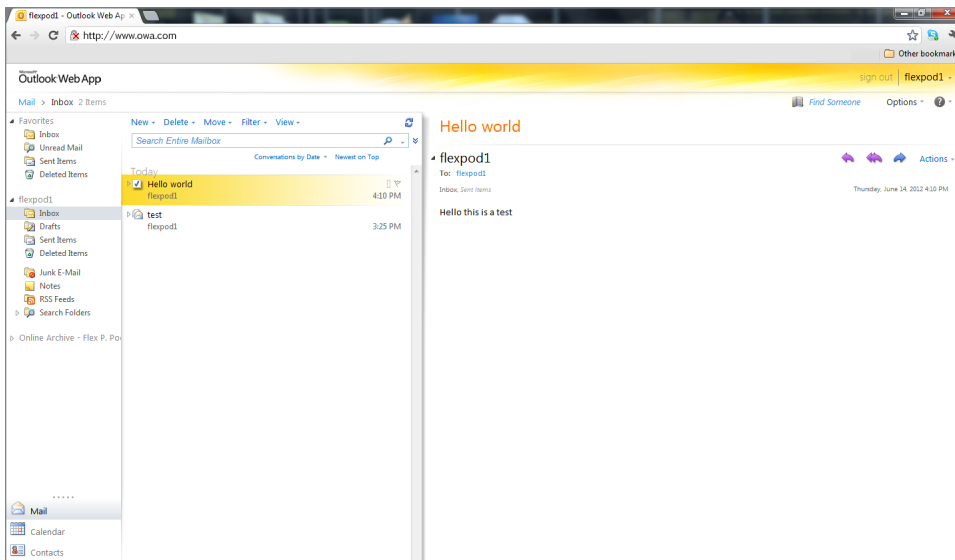 flexpod1 - Outlook Web Ap
http://www.owa.com
Other bookmark
Microsoft
Outlook Web App
sign out flexpod1
Mail > Inbox 2 Items
Find Someone Options
Favorites
Inbox
Unread Mail
Sent Items
Deleted Items
flexpod1
Inbox
Drafts
Sent Items
Deleted Items
Junk E-Mail
Notes
RSS Feeds
Search Folders
Online Archive - Flex P. Po
Mail
Calendar
Contacts
New Delete Move Filter View
Search Entire Mailbox
Conversations by Date Newest on Top
Today
Hello world
flexpod1 4:10 PM
test
flexpod1 3:25 PM
Hello world
flexpod1
Actions
To: flexpod1
Inbox, Sent Items
Thursday, June 14, 2012 4:10 PM
Hello this is a test